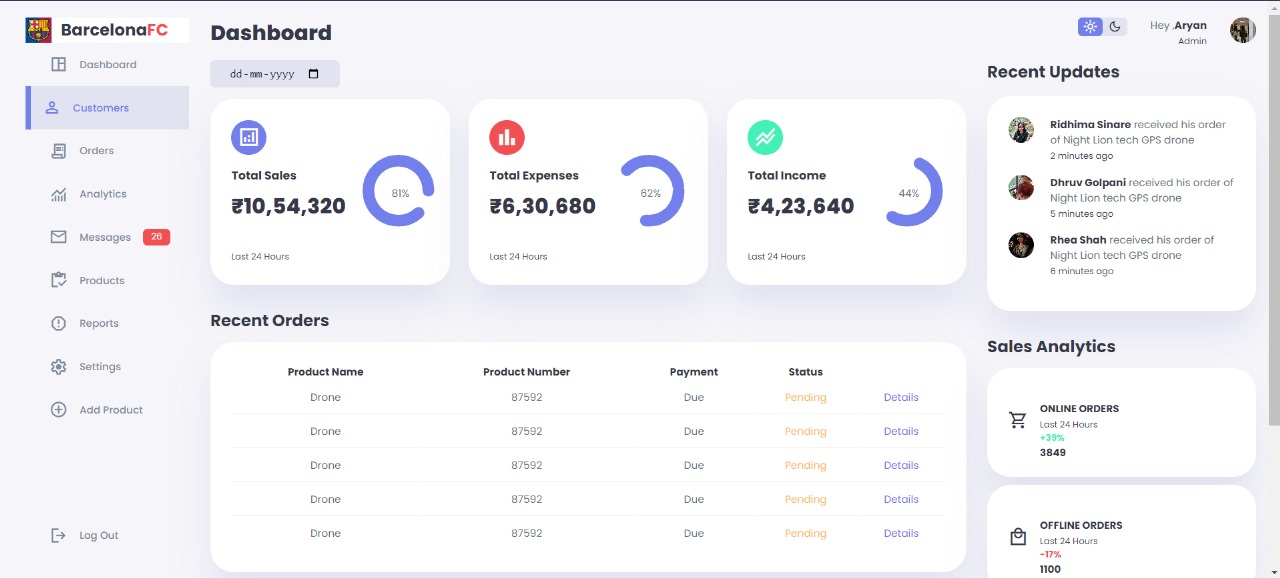 BarcelonaFC
Dashboard
Customers
Orders
Analytics
Messages 26
Products
Reports
Settings
Add Product
Log Out
Dashboard
dd-mm-yyyy
Total Sales
₹10,54,320
81%
Last 24 Hours
Total Expenses
₹6,30,680
62%
Last 24 Hours
Total Income
₹4,23,640
44%
Last 24 Hours
Recent Orders
Product Name Product Number Payment Status
Drone 87592 Due Pending Details
Drone 87592 Due Pending Details
Drone 87592 Due Pending Details
Drone 87592 Due Pending Details
Drone 87592 Due Pending Details
Hey ,Aryan
Admin
Recent Updates
Ridhima Sinare received his order
of Night Lion tech GPS drone
2 minutes ago
Dhruv Golpani received his order of
Night Lion tech GPS drone
5 minutes ago
Rhea Shah received his order of
Night Lion tech GPS drone
6 minutes ago
Sales Analytics
ONLINE ORDERS
Last 24 Hours
+39%
3849
OFFLINE ORDERS
Last 24 Hours
-17%
1100